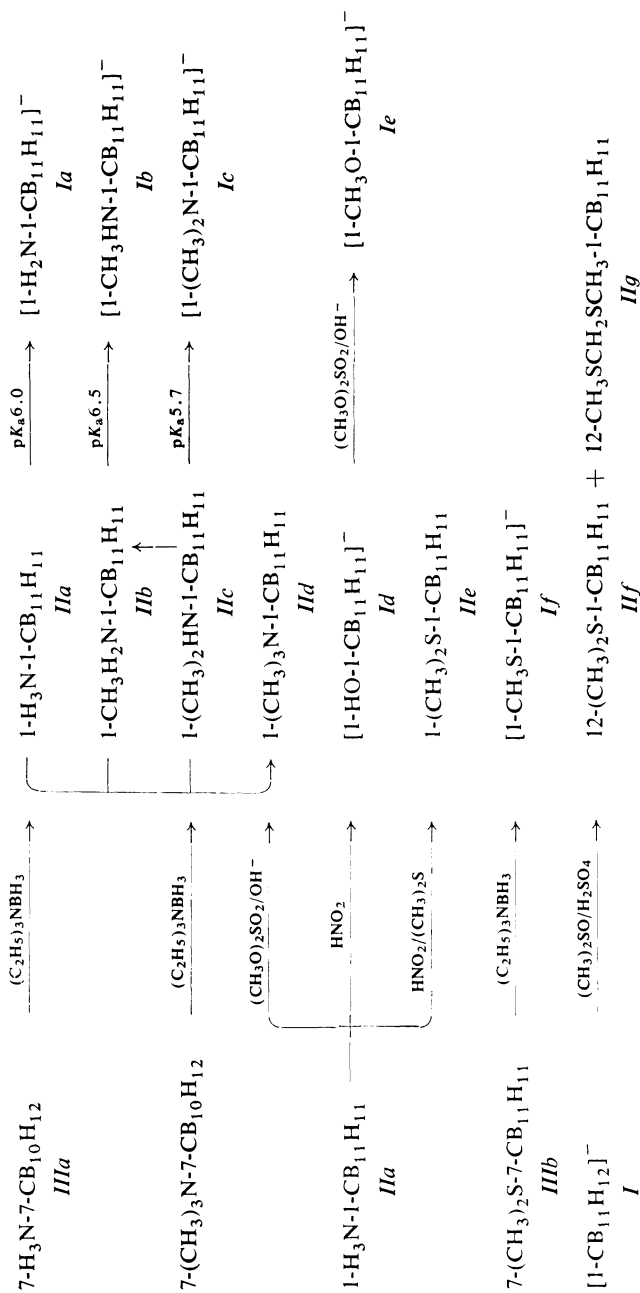 7-H₃N-7-CB₁₀H₁₂ (C₂H₅)₃NBH₃ → 1-H₃N-1-CB₁₁H₁₁ pKₐ6.0 → [1-H₂N-1-CB₁₁H₁₁]⁻
IIIa IIa Ia
1-CH₃H₂N-1-CB₁₁H₁₁ pKₐ6.5 → [1-CH₃HN-1-CB₁₁H₁₁]⁻
IIb Ib
7-(CH₃)₃N-7-CB₁₀H₁₂ (C₂H₅)₃NBH₃ → 1-(CH₃)₂HN-1-CB₁₁H₁₁ pKₐ5.7 → [1-(CH₃)₂N-1-CB₁₁H₁₁]⁻
IIc Ic
(CH₃O)₂SO₂/OH⁻ → 1-(CH₃)₃N-1-CB₁₁H₁₁
IId
1-H₃N-1-CB₁₁H₁₁ HNO₂ → [1-HO-1-CB₁₁H₁₁]⁻ (CH₃O)₂SO₂/OH⁻ → [1-CH₃O-1-CB₁₁H₁₁]⁻
IIa Id Ie
HNO₂/(CH₃)₂S → 1-(CH₃)₂S-1-CB₁₁H₁₁
IIe
7-(CH₃)₂S-7-CB₁₁H₁₁ (C₂H₅)₃NBH₃ → [1-CH₃S-1-CB₁₁H₁₁]⁻
IIIb If
[1-CB₁₁H₁₂]⁻ (CH₃)₂SO/H₂SO₄ → 12-(CH₃)₂S-1-CB₁₁H₁₁ + 12-CH₃SCH₂SCH₃-1-CB₁₁H₁₁
I IIf IIg